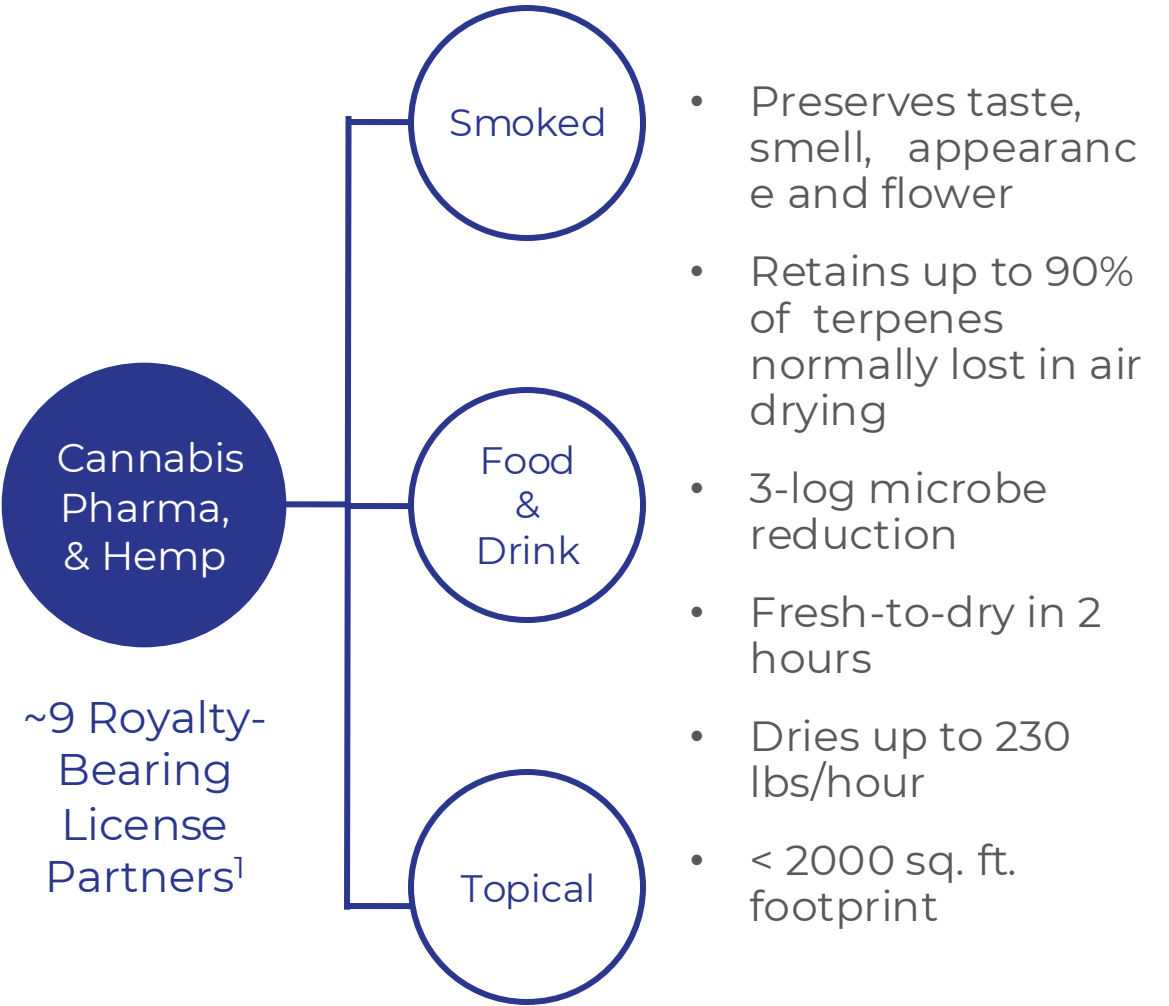 Smoked
Cannabis
Pharma,
& Hemp
~9 Royalty-
Bearing
License
Partners¹
Food
&
Drink
Topical
• Preserves taste,
smell, appearanc
e and flower
• Retains up to 90%
of terpenes
normally lost in air
drying
• 3-log microbe
reduction
• Fresh-to-dry in 2
hours
• Dries up to 230
lbs/hour
• < 2000 sq. ft.
footprint